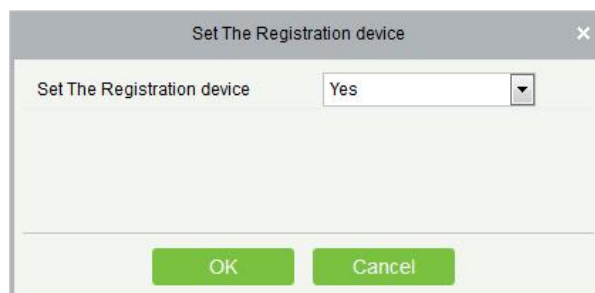 Set The Registration device
Set The Registration device Yes
OK Cancel